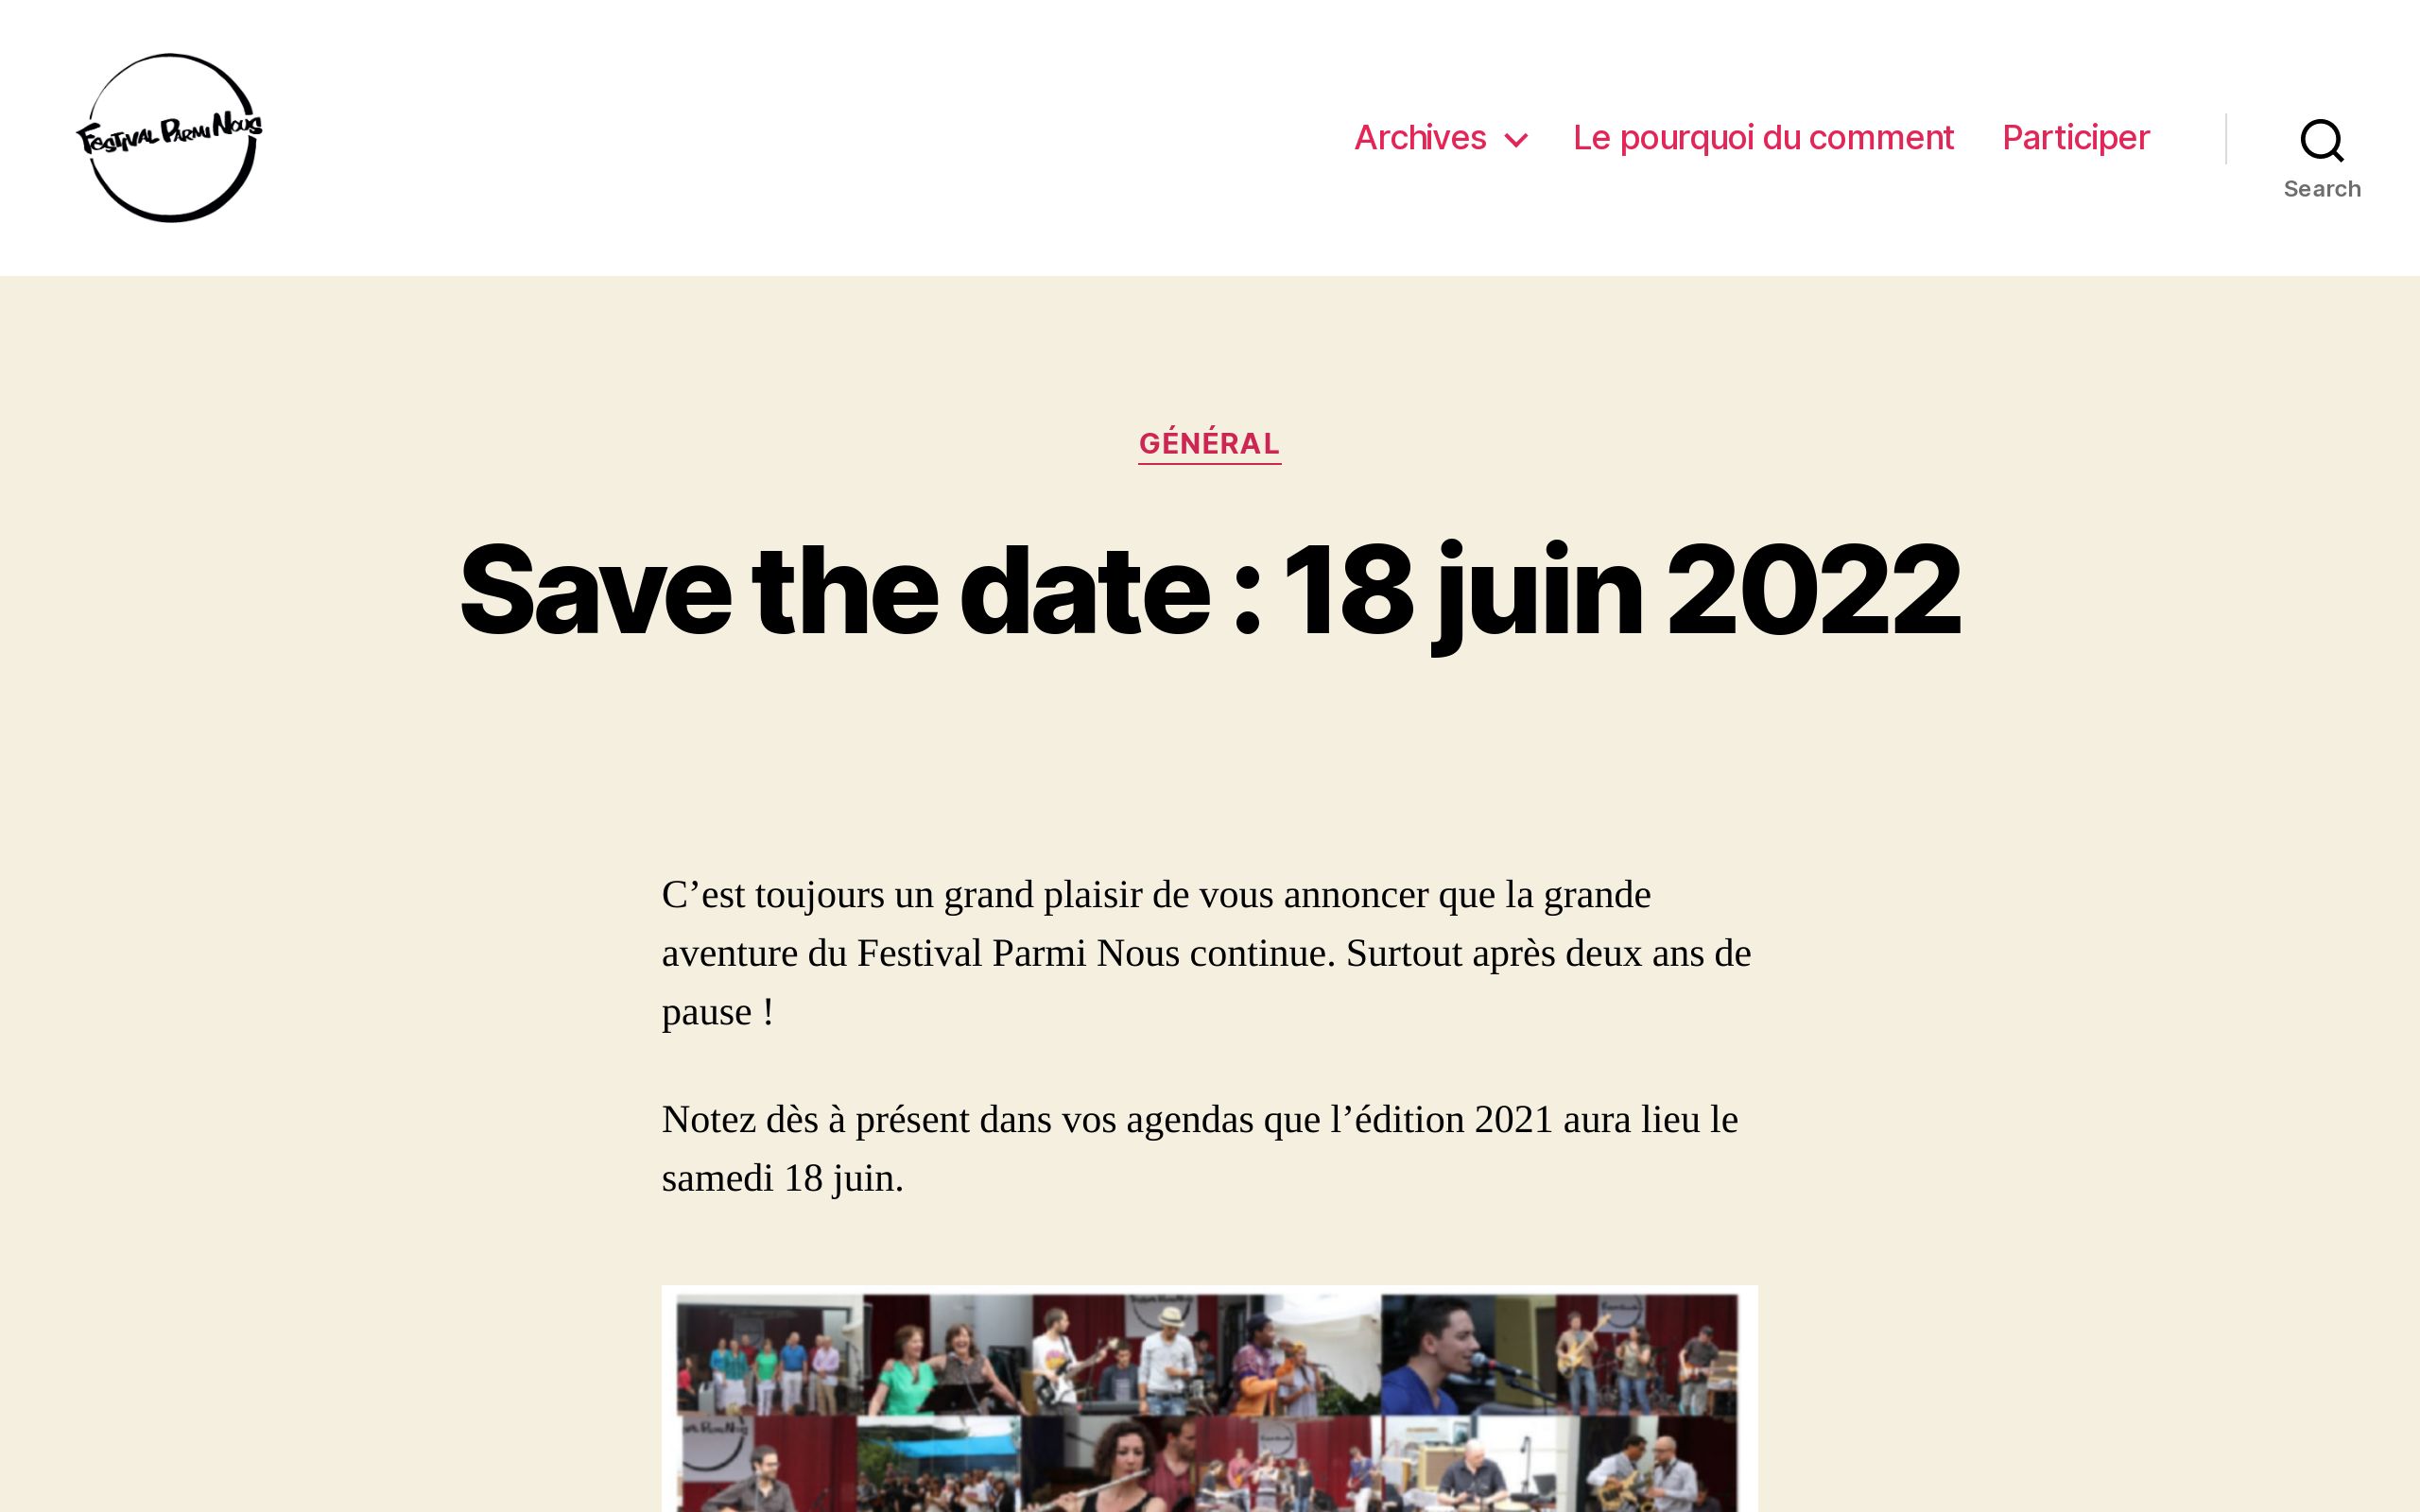 Festival Parmi Nous
Archives
Le pourquoi du comment
Participer
Search
GÉNÉRAL
Save the date : 18 juin 2022
C’est toujours un grand plaisir de vous annoncer que la grande
aventure du Festival Parmi Nous continue. Surtout après deux ans de
pause !
Notez dès à présent dans vos agendas que l’édition 2021 aura lieu le
samedi 18 juin.